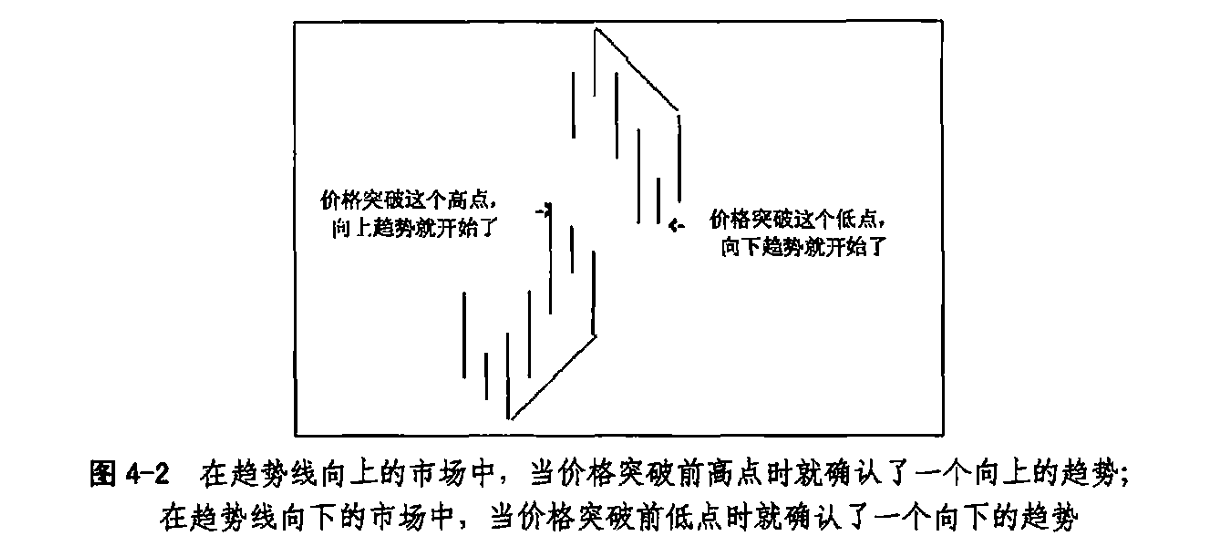 价格突破这个高点，
向上趋势就开始了
价格突破这个低点，
向下趋势就开始了
图 4-2 在趋势线向上的市场中，当价格突破前高点时就确认了一个向上的趋势；
在趋势线向下的市场中，当价格突破前低点时就确认了一个向下的趋势